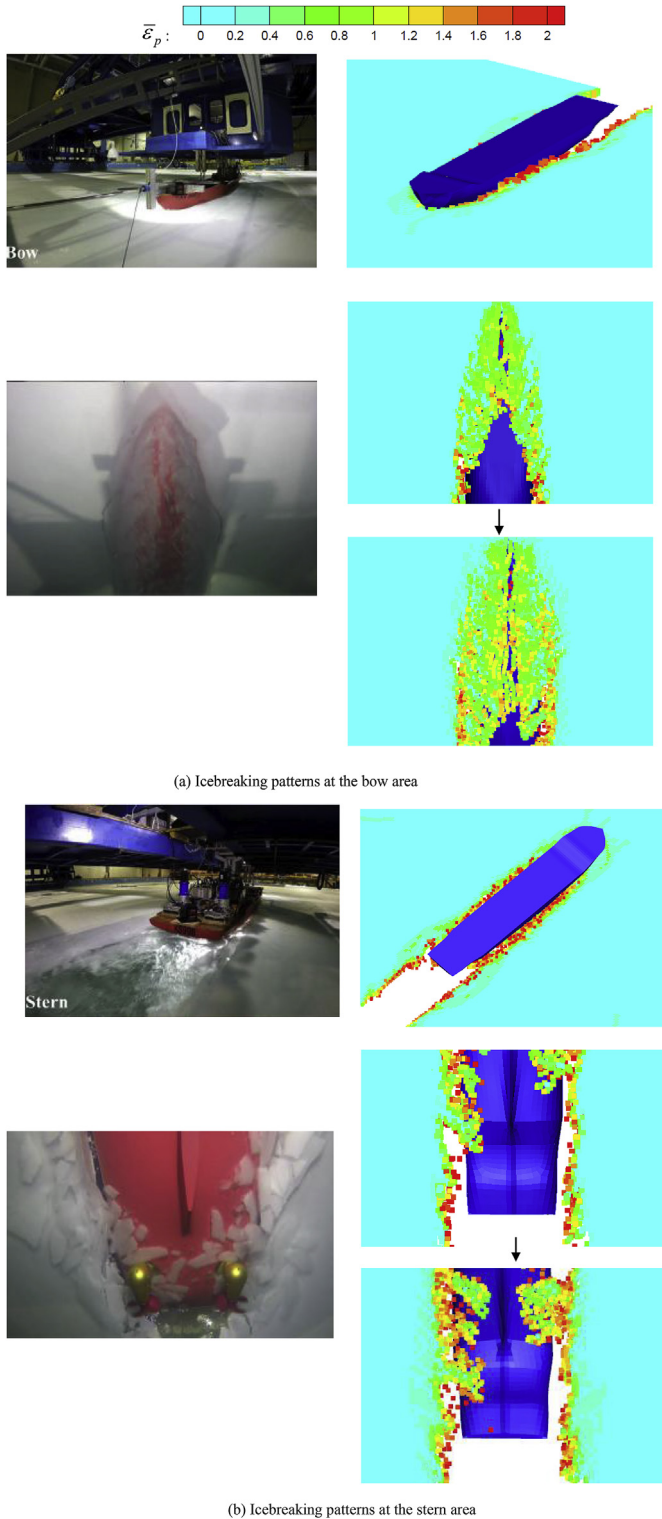 ε̅ₚ :
0 0.2 0.4 0.6 0.8 1 1.2 1.4 1.6 1.8 2
Bow
(a) Icebreaking patterns at the bow area
Stern
(b) Icebreaking patterns at the stern area